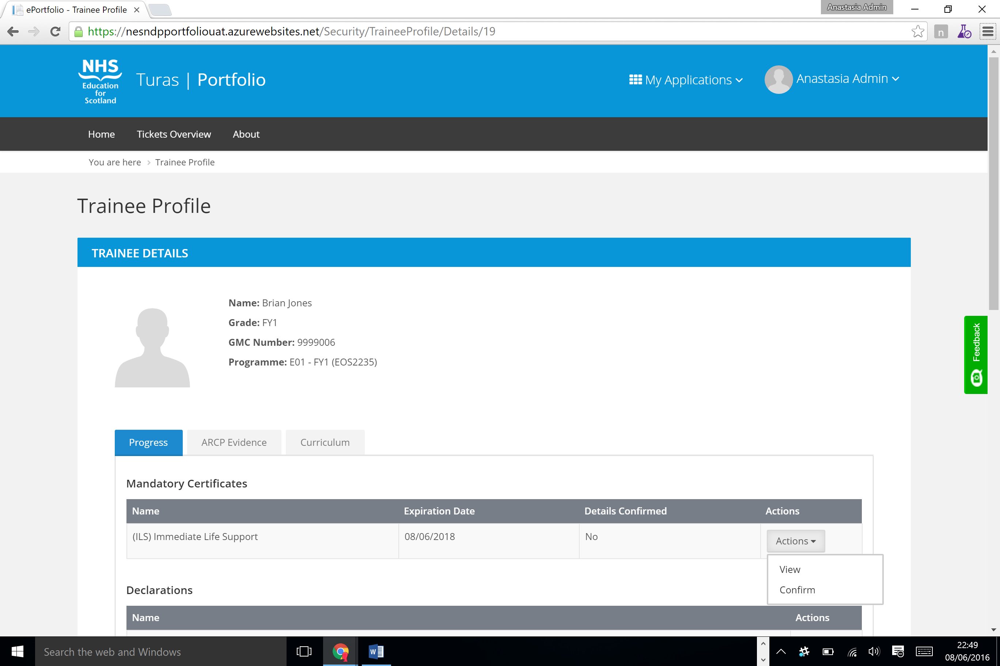 ePortfolio - Trainee Profile
Anastasia Admin
https://nesndpportfoliouat.azurewebsites.net/Security/TraineeProfile/Details/19
n
NHS
Education
for
Scotland
Turas | Portfolio
My Applications
Anastasia Admin
Home Tickets Overview About
You are here > Trainee Profile
Trainee Profile
TRAINEE DETAILS
Name: Brian Jones
Grade: FY1
GMC Number: 9999006
Programme: E01 - FY1 (EOS2235)
Feedback
Progress ARCP Evidence Curriculum
Mandatory Certificates
Name Expiration Date Details Confirmed Actions
(ILS) Immediate Life Support 08/06/2018 No Actions
View
Confirm
Declarations
Name Actions
Search the web and Windows
W
22:49
08/06/2016